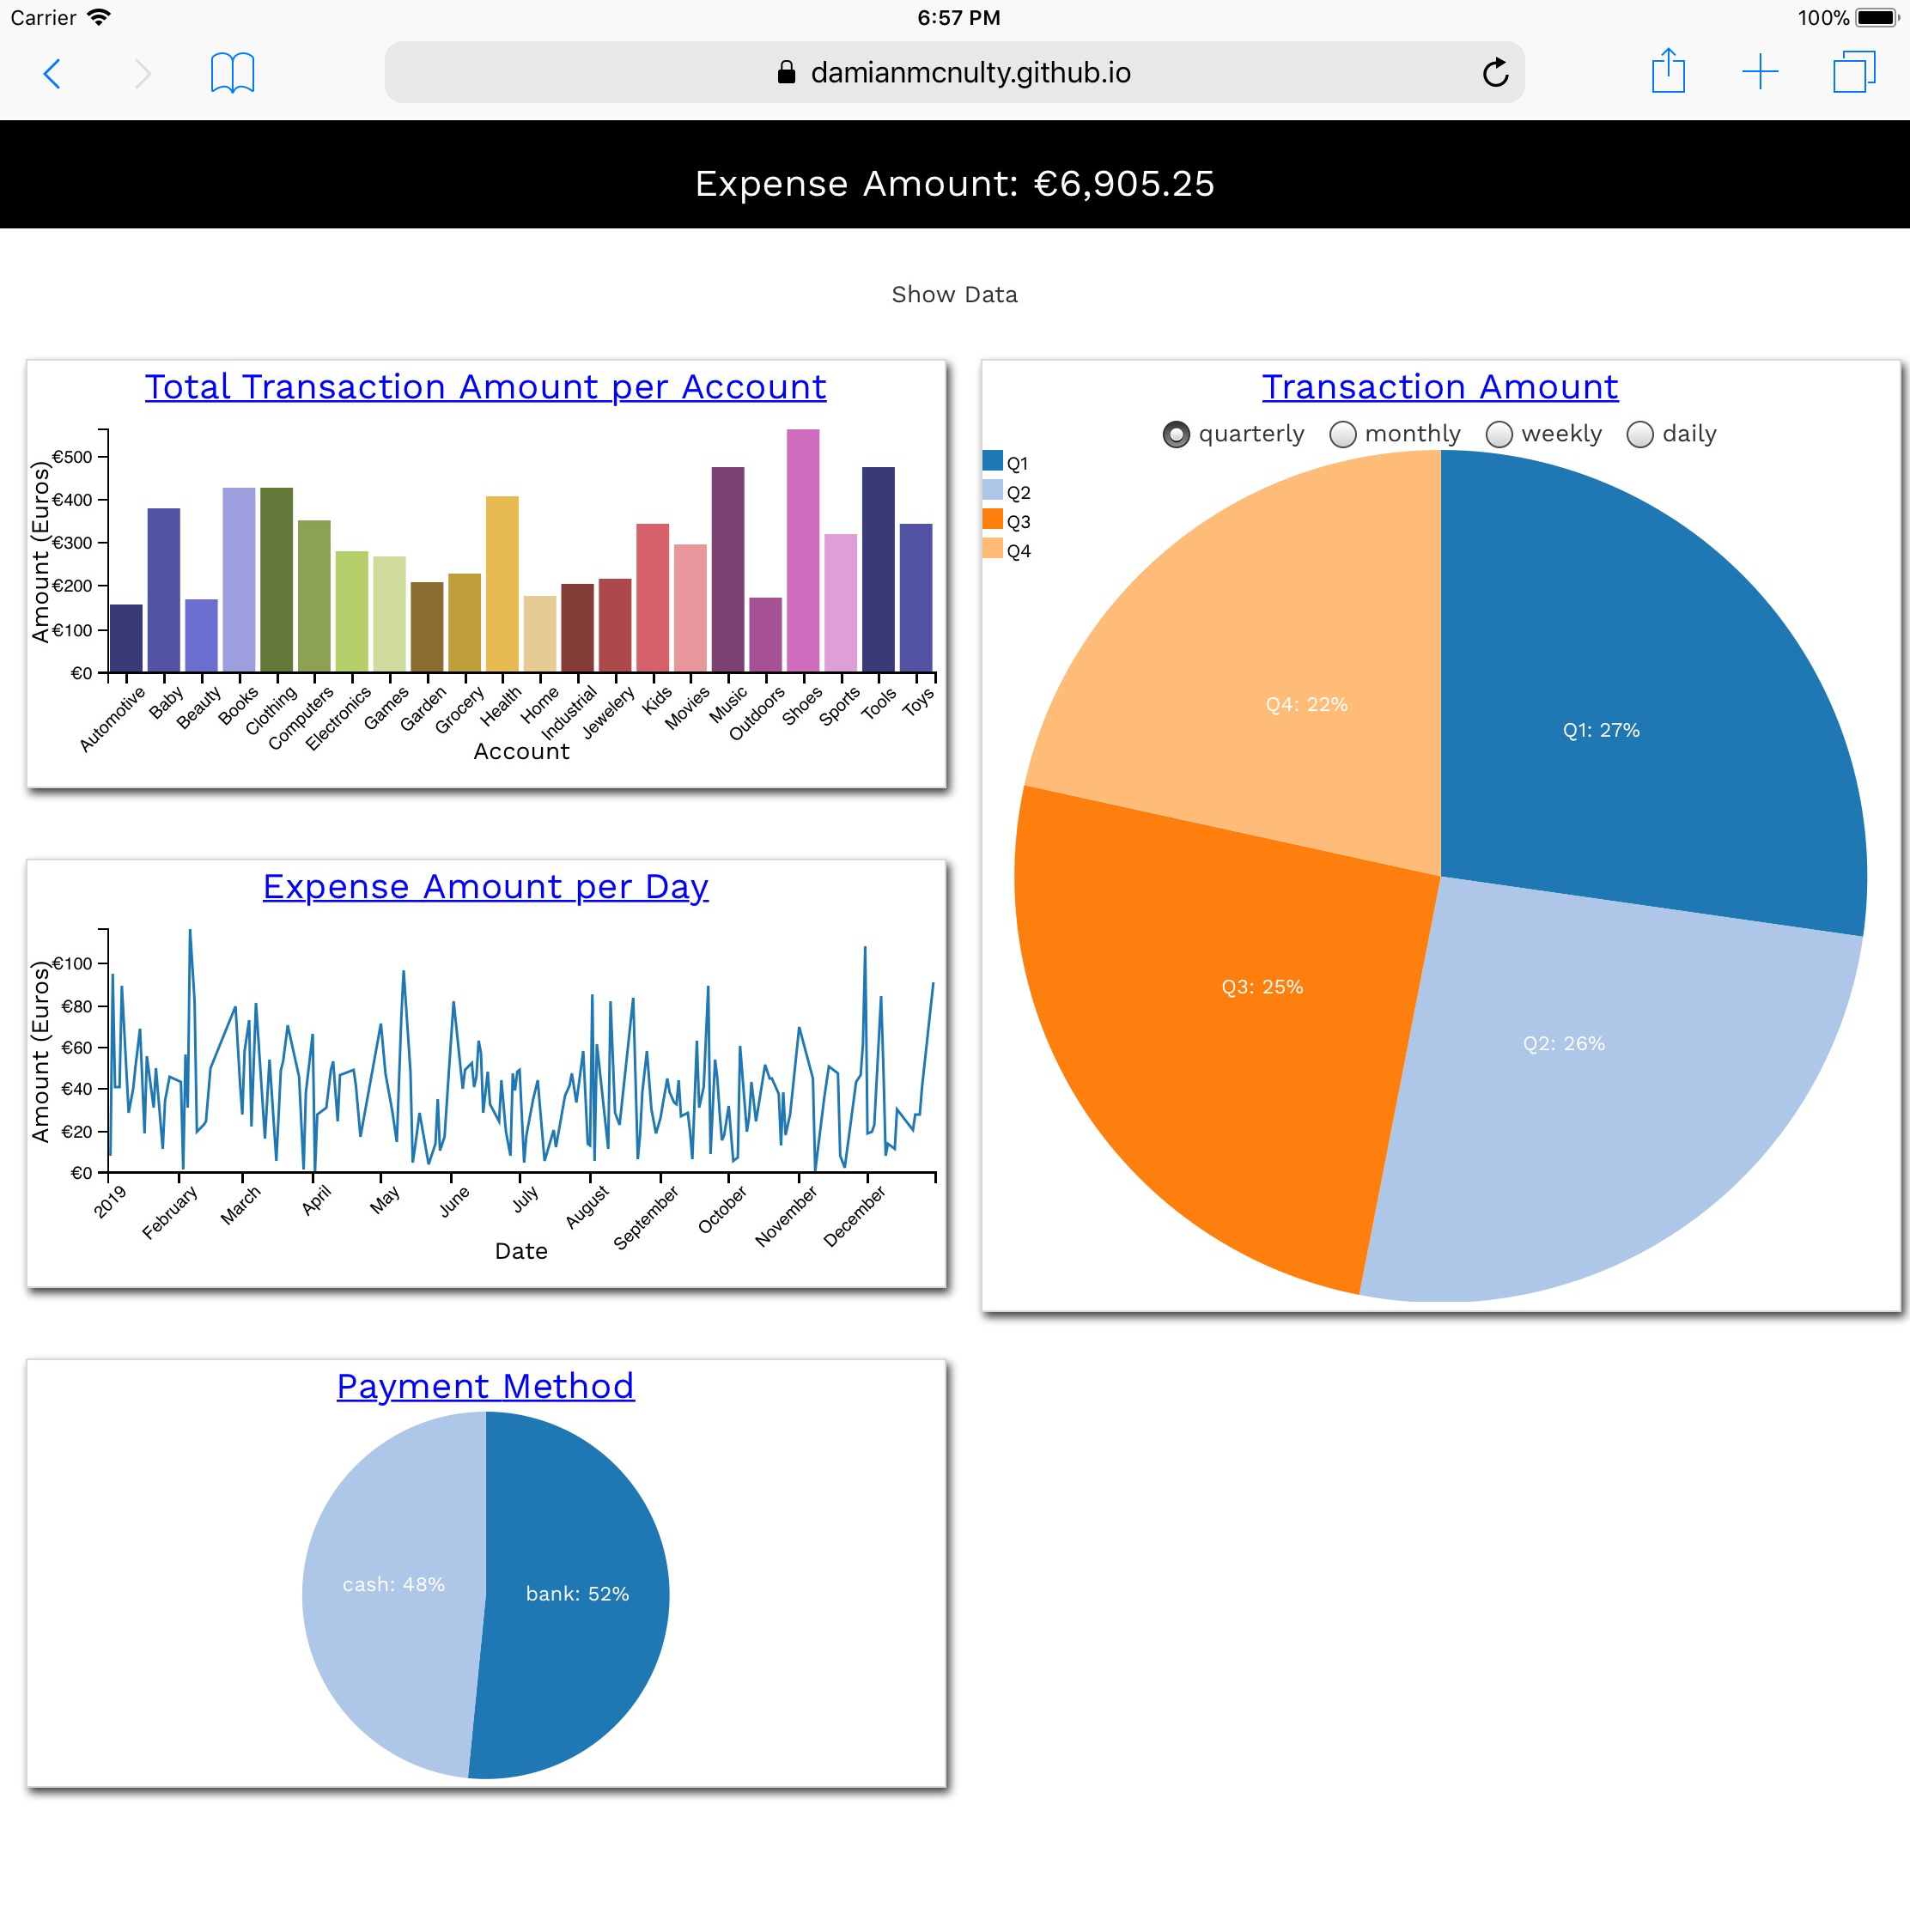 Carrier 6:57 PM 100%
damianmcnulty.github.io
Expense Amount: €6,905.25
Show Data
Total Transaction Amount per Account
Amount (Euros)
€500
€400
€300
€200
€100
€0
Automotive Baby Beauty Books Clothing Computers Electronics Games Garden Grocery Health Home Industrial Jewelery Kids Movies Music Outdoors Shoes Sports Tools Toys
Account
Transaction Amount
quarterly monthly weekly daily
Q1
Q2
Q3
Q4
Q4: 22%
Q1: 27%
Q3: 25%
Q2: 26%
Expense Amount per Day
Amount (Euros)
€100
€80
€60
€40
€20
€0
2019 February March April May June July August September October November December
Date
Payment Method
cash: 48%
bank: 52%